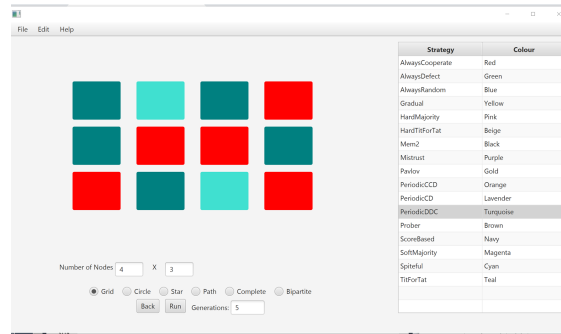 File Edit Help
Strategy Colour
AlwaysCooperate Red
AlwaysDefect Green
AlwaysRandom Blue
Gradual Yellow
HardMajority Pink
HardTitForTat Beige
Mem2 Black
Mistrust Purple
Pavlov Gold
PeriodicCCD Orange
PeriodicCD Lavender
PeriodicDDC Turquoise
Prober Brown
ScoreBased Navy
SoftMajority Magenta
Spiteful Cyan
TitForTat Teal
Number of Nodes 4 X 3
Grid Circle Star Path Complete Bipartite
Back Run Generations: 5